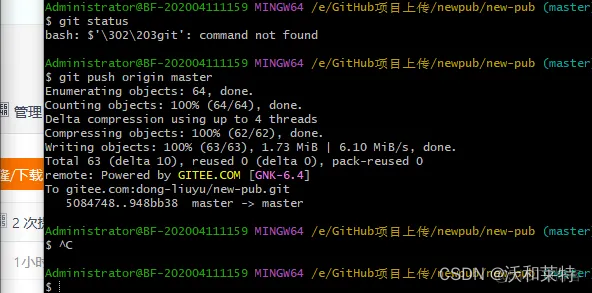 Administrator@BF-202004111159 MINGW64 /e/GitHub项目上传/newpub/new-pub (master
$ git status
bash: $'\302\203git': command not found
Administrator@BF-202004111159 MINGW64 /e/GitHub项目上传/newpub/new-pub (master
$ git push origin master
Enumerating objects: 64, done.
Counting objects: 100% (64/64), done.
Delta compression using up to 4 threads
Compressing objects: 100% (62/62), done.
Writing objects: 100% (63/63), 1.73 MiB | 6.10 MiB/s, done.
Total 63 (delta 10), reused 0 (delta 0), pack-reused 0
remote: Powered by GITEE.COM [GNK-6.4]
To gitee.com:dong-liuyu/new-pub.git
5084748..948bb38 master -> master
Administrator@BF-202004111159 MINGW64 /e/GitHub项目上传/newpub/new-pub (master
$ ^C
Administrator@BF-202004111159 MINGW64 /e/GitHub项目上传/newpub/new-pub (master
$
管理
隆/下载
2 次提
1小时
CSDN @沃和莱特